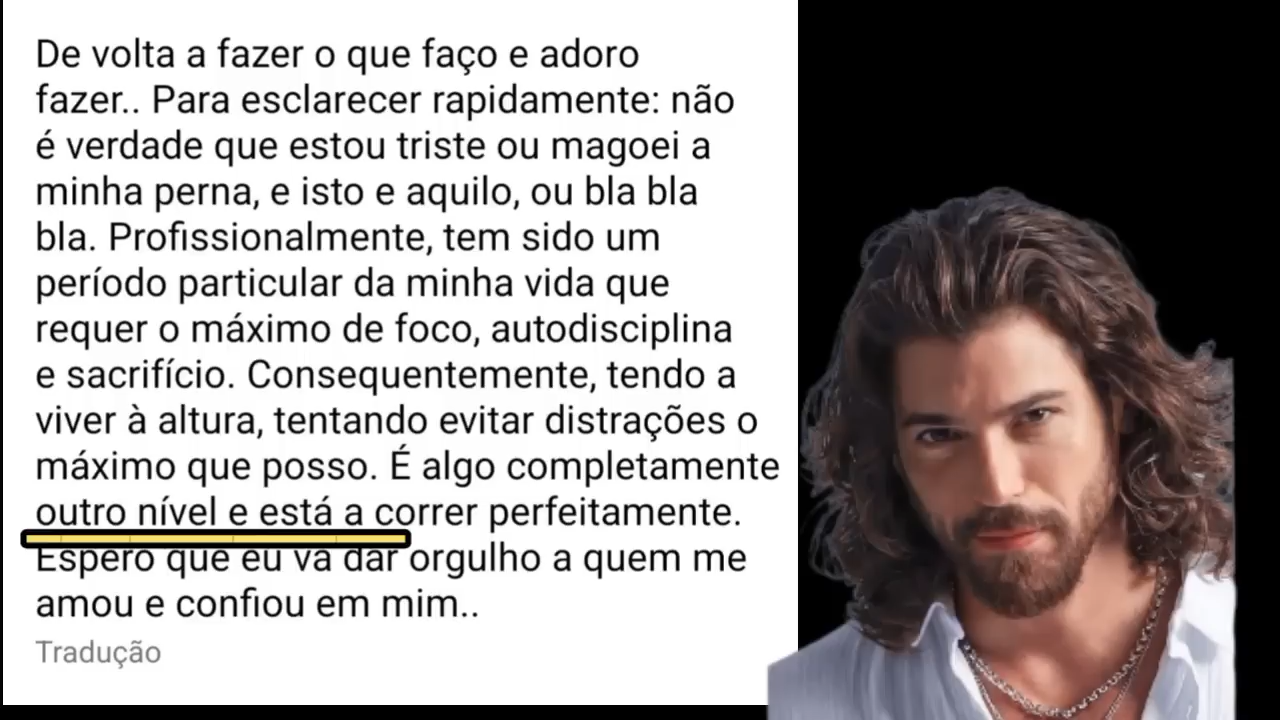 De volta a fazer o que faço e adoro
fazer.. Para esclarecer rapidamente: não
é verdade que estou triste ou magoei a
minha perna, e isto e aquilo, ou bla bla
bla. Profissionalmente, tem sido um
período particular da minha vida que
requer o máximo de foco, autodisciplina
e sacrifício. Consequentemente, tendo a
viver à altura, tentando evitar distrações o
máximo que posso. É algo completamente
outro nível e está a correr perfeitamente.
Espero que eu vá dar orgulho a quem me
amou e confiou em mim..
Tradução